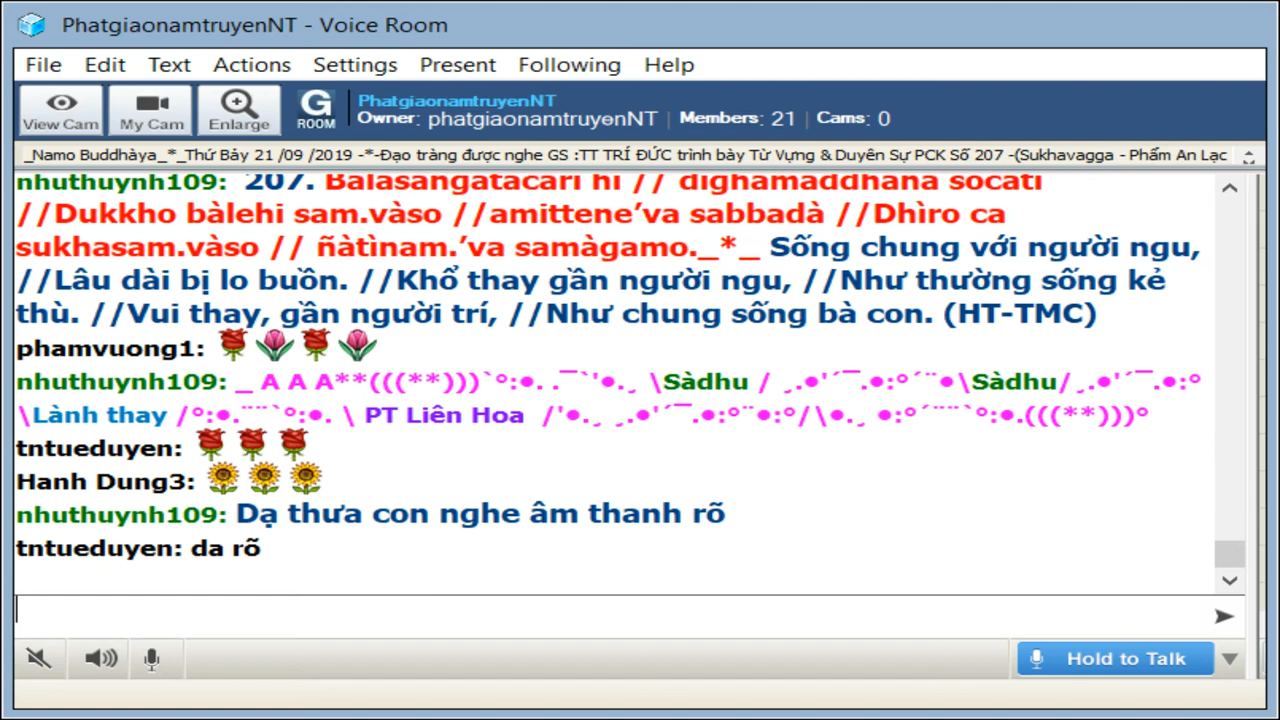 PhatgiaonamtruyenNT - Voice Room
File Edit Text Actions Settings Present Following Help
View Cam My Cam Enlarge G ROOM
PhatgiaonamtruyenNT
Owner: phatgiaonamtruyenNT | Members: 21 | Cams: 0
_Namo Buddhàya_*_Thứ Bảy 21 /09 /2019 -*-Đạo tràng được nghe GS :TT TRÍ ĐỨC trình bày Từ Vựng & Duyên Sự PCK Số 207 -(Sukhavagga - Phẩm An Lạc
nhuthuynh109: 207. Bàlasangatacàrì hi // dìghamaddhàna socati
//Dukkho bàlehi sam.vàso //amittene’va sabbadà //Dhìro ca
sukhasam.vàso // ñàtìnam.’va samàgamo._*_ Sống chung với người ngu,
//Lâu dài bị lo buồn. //Khổ thay gần người ngu, //Như thường sống kẻ
thù. //Vui thay, gần người trí, //Như chung sống bà con. (HT-TMC)
phamvuong1:
nhuthuynh109: _ A A A**(((**)))`°:•. .¯`'•.¸ \Sàdhu / ¸.•'´¯.•:°´¨•\Sàdhu/¸.•'´¯.•:°
\Lành thay /°:•.¨¨`°:•. \ PT Liên Hoa /'•.¸ ¸.•'´¯.•:°¨•:°/\•.¸ •:°´¨¨`°:•.(((**)))°
tntueduyen:
Hanh Dung3:
nhuthuynh109: Dạ thưa con nghe âm thanh rõ
tntueduyen: da rõ
Hold to Talk